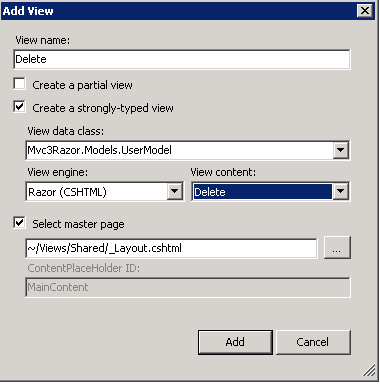 Add View
View name:
Delete
Create a partial view
Create a strongly-typed view
View data class:
Mvc3Razor.Models.UserModel
View engine: View content:
Razor (CSHTML) Delete
Select master page
~/Views/Shared/_Layout.cshtml ...
ContentPlaceHolder ID:
MainContent
Add Cancel